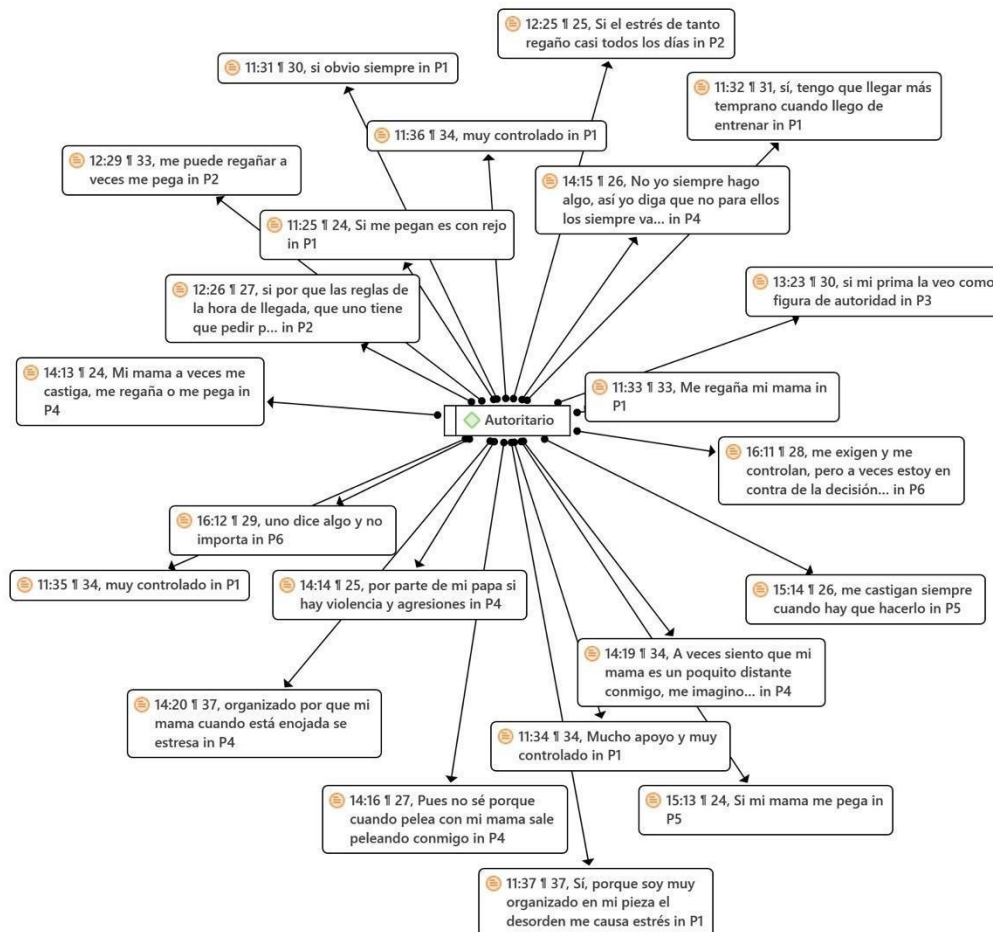 12:25 ¶ 25, Si el estrés de tanto
regaño casi todos los días in P2
11:31 ¶ 30, si obvio siempre in P1
11:32 ¶ 31, sí, tengo que llegar más
temprano cuando llego de
entrenar in P1
11:36 ¶ 34, muy controlado in P1
12:29 ¶ 33, me puede regañar a
veces me pega in P2
14:15 ¶ 26, No yo siempre hago
algo, así yo diga que no para ellos
los siempre va... in P4
11:25 ¶ 24, Si me pegan es con rejo
in P1
13:23 ¶ 30, si mi prima la veo como
figura de autoridad in P3
12:26 ¶ 27, si por que las reglas de
la hora de llegada, que uno tiene
que pedir p... in P2
14:13 ¶ 24, Mi mama a veces me
castiga, me regaña o me pega in
P4
11:33 ¶ 33, Me regaña mi mama in
P1
Autoritario
16:11 ¶ 28, me exigen y me
controlan, pero a veces estoy en
contra de la decisión... in P6
16:12 ¶ 29, uno dice algo y no
importa in P6
11:35 ¶ 34, muy controlado in P1
14:14 ¶ 25, por parte de mi papa si
hay violencia y agresiones in P4
15:14 ¶ 26, me castigan siempre
cuando hay que hacerlo in P5
14:19 ¶ 34, A veces siento que mi
mama es un poquito distante
conmigo, me imagino... in P4
14:20 ¶ 37, organizado por que mi
mama cuando está enojada se
estresa in P4
11:34 ¶ 34, Mucho apoyo y muy
controlado in P1
14:16 ¶ 27, Pues no sé porque
cuando pelea con mi mama sale
peleando conmigo in P4
15:13 ¶ 24, Si mi mama me pega in
P5
11:37 ¶ 37, Sí, porque soy muy
organizado en mi pieza el
desorden me causa estrés in P1